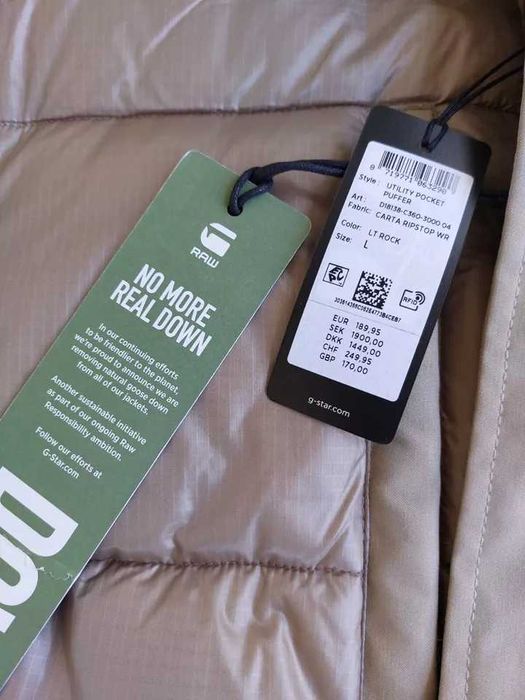 RAW
NO MORE
REAL DOWN
In our continuing efforts
to be friendlier to the planet,
we're proud to announce we are
removing natural goose down
from all of our jackets.
Another sustainable initiative
as part of our ongoing Raw
Responsibility ambition.
Follow our efforts at
G-Star.com
Style : UTILITY POCKET
PUFFER
Art : D18138-C360-3000 04
Fabric: CARTA RIPSTOP WR
Color: LT ROCK
Size: L
RFID
EUR 189,95
SEK 1900,00
DKK 1449,00
CHF 249,95
GBP 170,00
g-star.com